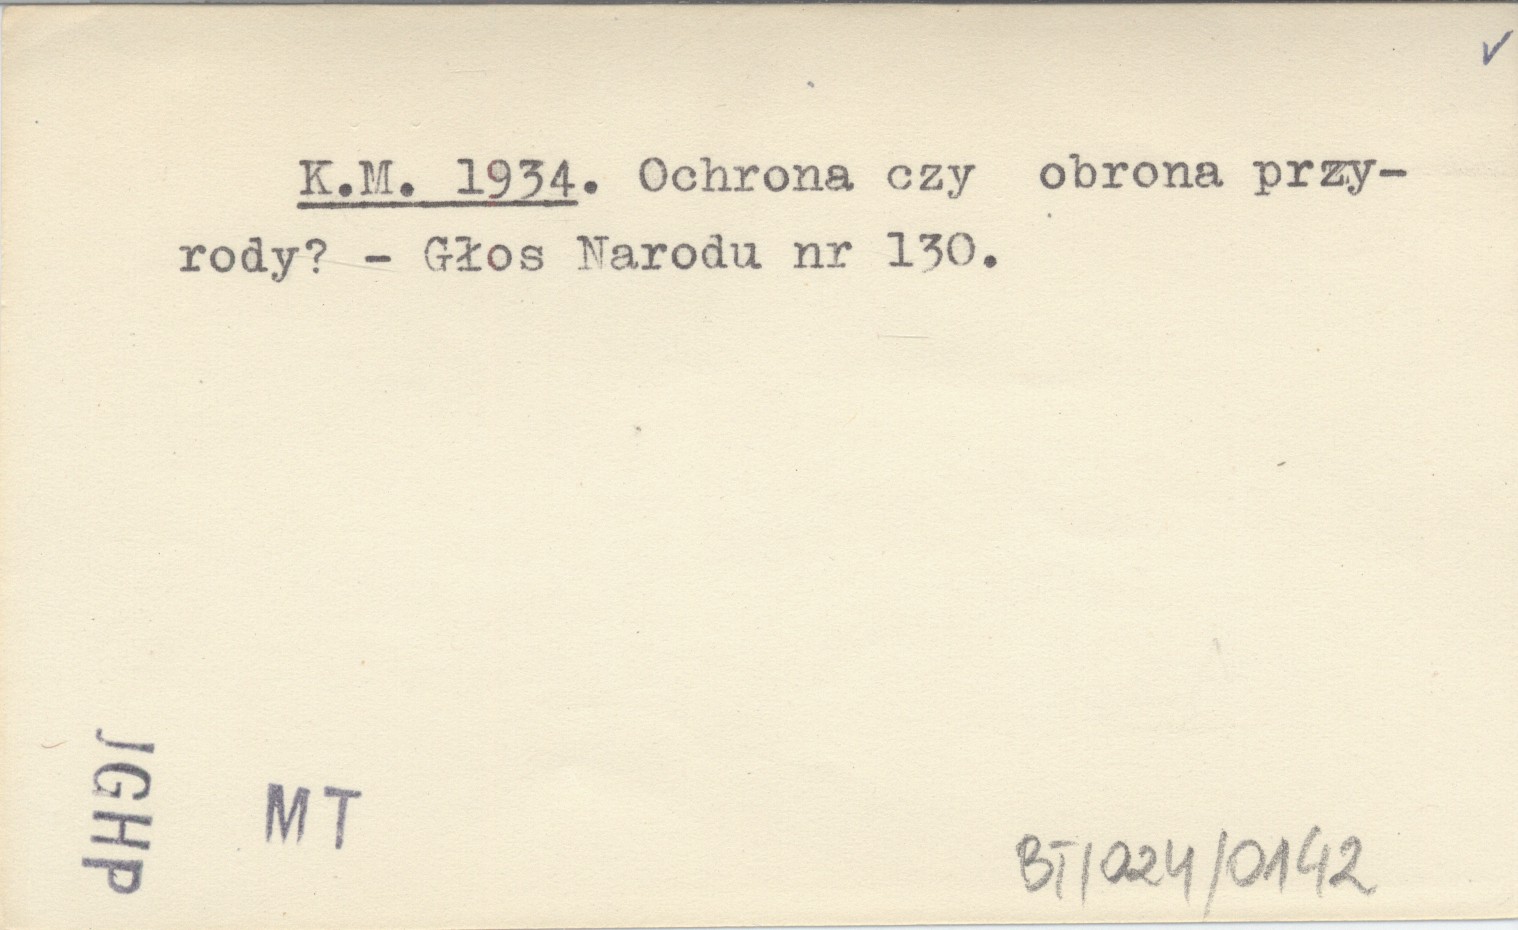 ✓
K.M. 1934. Ochrona czy obrona przy-
rody? - Głos Narodu nr 130.
JGHP
MT
BT/024/0142